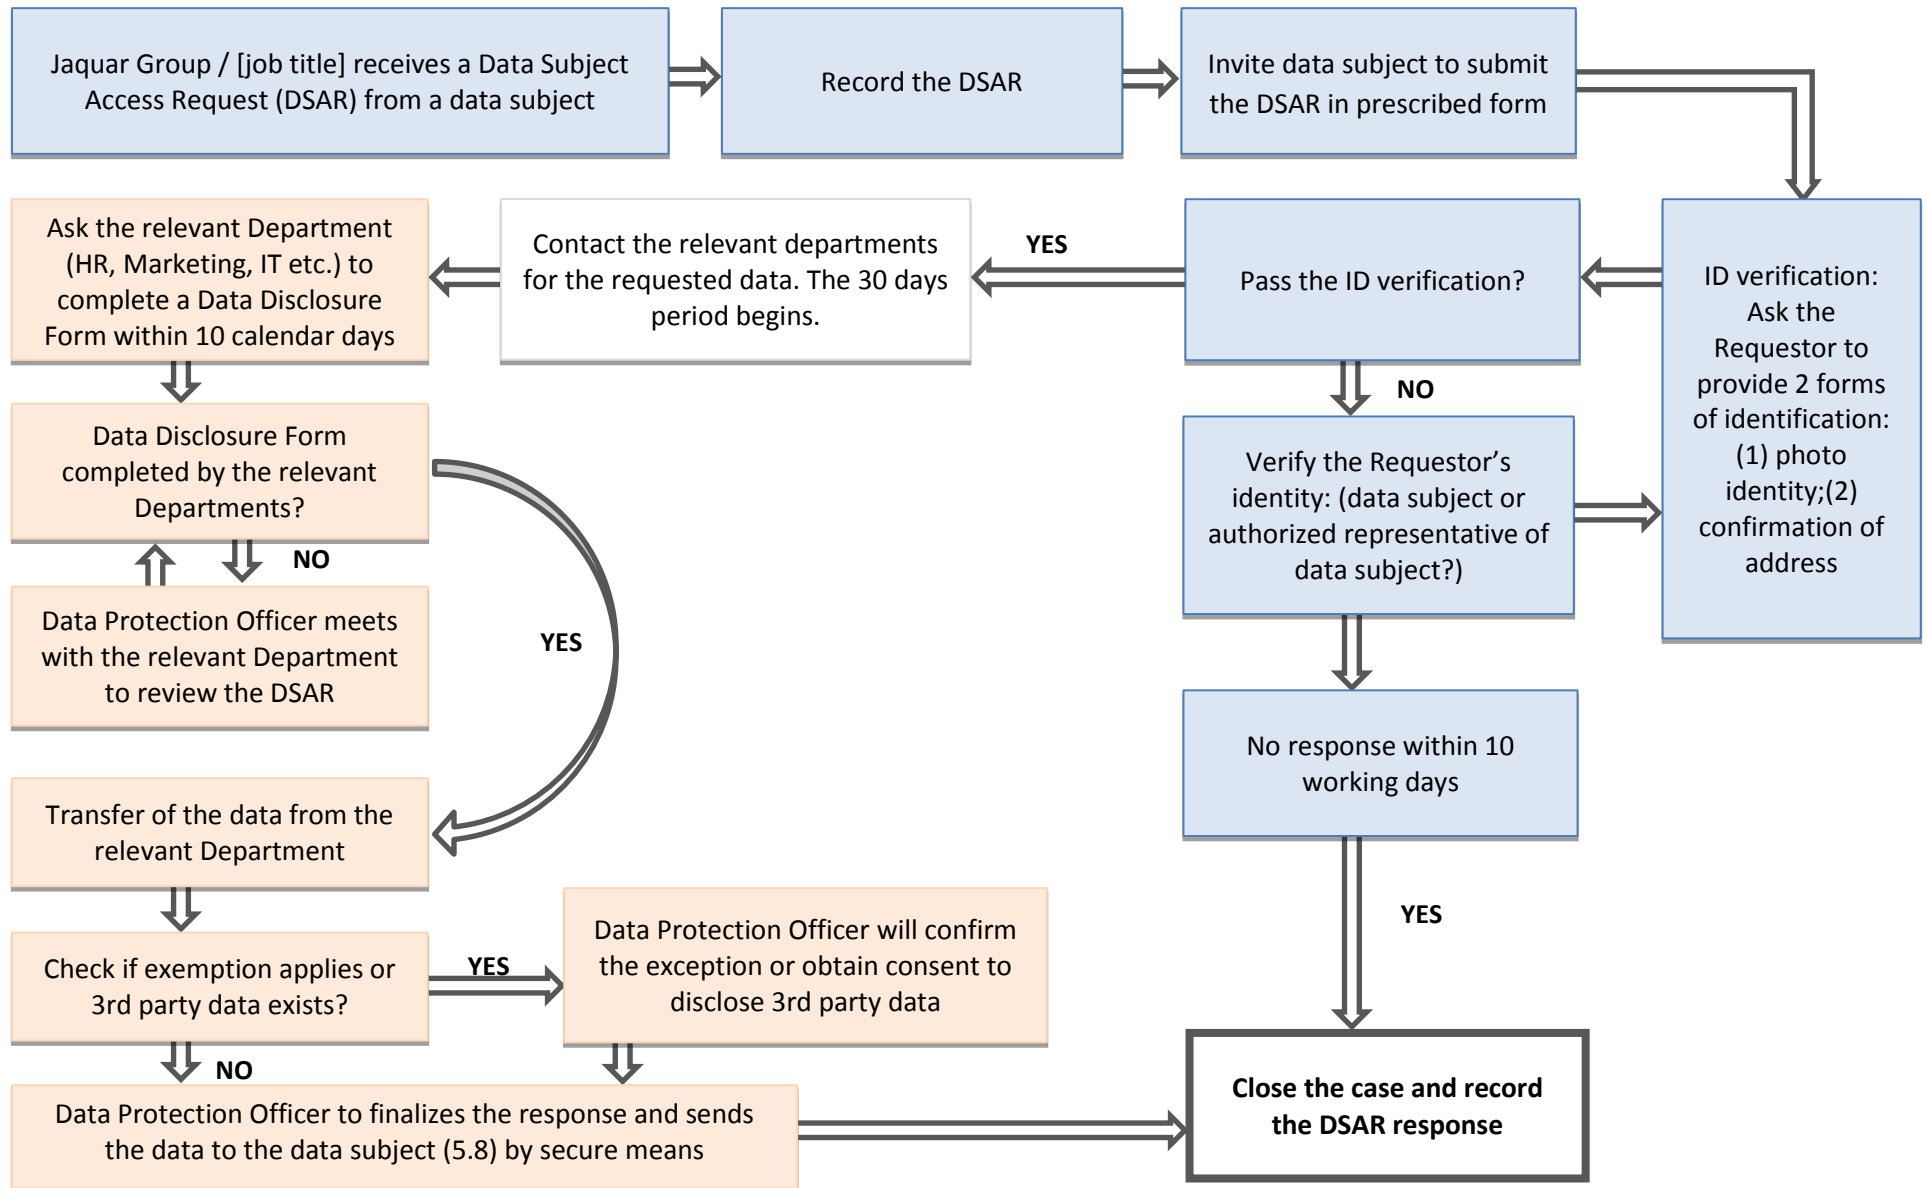 Jaquar Group / [job title] receives a Data Subject
Access Request (DSAR) from a data subject
Record the DSAR
Invite data subject to submit
the DSAR in prescribed form
ID verification:
Ask the
Requestor to
provide 2 forms
of identification:
(1) photo
identity;(2)
confirmation of
address
Pass the ID verification?
YES
Contact the relevant departments
for the requested data. The 30 days
period begins.
Ask the relevant Department
(HR, Marketing, IT etc.) to
complete a Data Disclosure
Form within 10 calendar days
NO
Verify the Requestor’s
identity: (data subject or
authorized representative of
data subject?)
No response within 10
working days
YES
Data Disclosure Form
completed by the relevant
Departments?
NO
Data Protection Officer meets
with the relevant Department
to review the DSAR
YES
Transfer of the data from the
relevant Department
Check if exemption applies or
3rd party data exists?
YES
Data Protection Officer will confirm
the exception or obtain consent to
disclose 3rd party data
NO
Data Protection Officer to finalizes the response and sends
the data to the data subject (5.8) by secure means
Close the case and record
the DSAR response